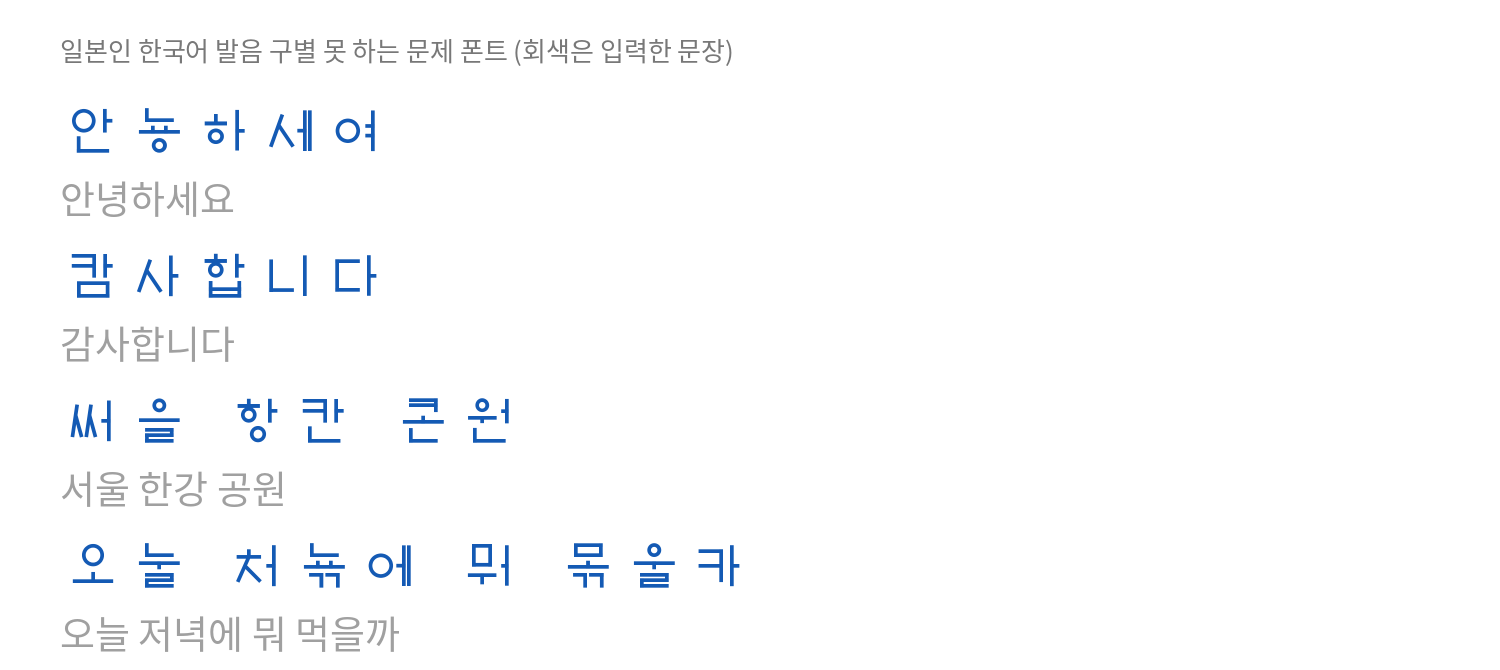 일본인 한국어 발음 구별 못 하는 문제 폰트 (회색은 입력한 문장)
안뇽하세여
안녕하세요
캄사합니다
감사합니다
써을 항칸 콘원
서울 한강 공원
오눌 처뇪에 뭐 몪울카
오늘 저녁에 뭐 먹을까